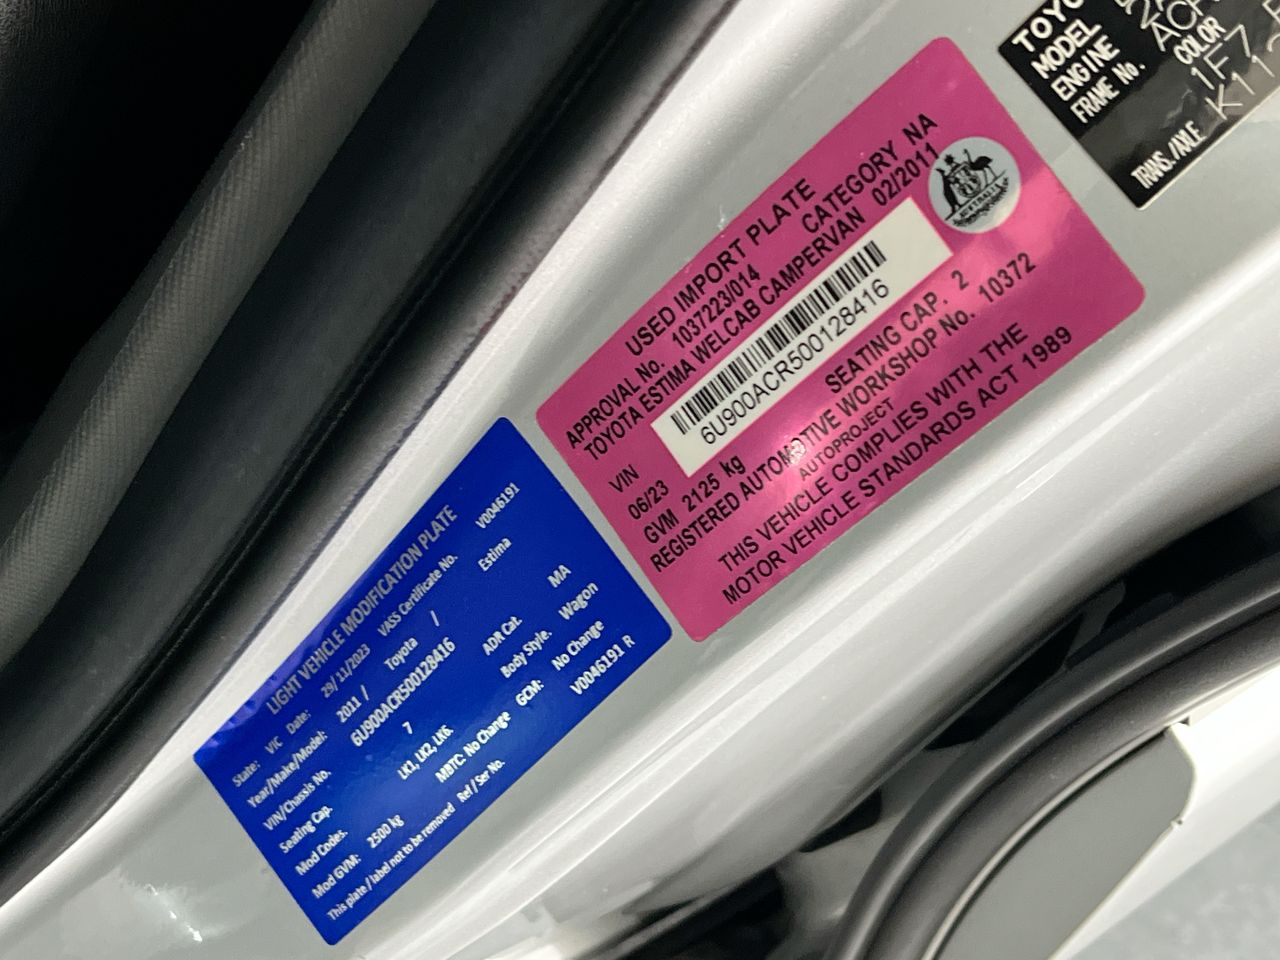 TOYO
MODEL
ENGINE
FRAME No.
COLOR
1F7
TRANS./AXLE
USED IMPORT PLATE
APPROVAL No. 1037223/014 CATEGORY NA
TOYOTA ESTIMA WELCAB CAMPERVAN 02/2011
AUSTRALIA
VIN 6U900ACR500128416
06/23
GVM 2125 kg SEATING CAP. 2
REGISTERED AUTOMOTIVE WORKSHOP No. 10372
AUTOPROJECT
THIS VEHICLE COMPLIES WITH THE
MOTOR VEHICLE STANDARDS ACT 1989
LIGHT VEHICLE MODIFICATION PLATE
State: VIC Date: 29/11/2023 VASS Certificate No. V0046191
Year/Make/Model: 2011 / Toyota / Estima
VIN/Chassis No. 6U900ACR500128416
Seating Cap. 7 ADR Cat. MA
Mod Codes. LK1, LK2, LK6. Body Style. Wagon
Mod GVM: 2500 kg MBTC: No Change GCM: No Change
This plate / label not to be removed Ref / Ser No. V0046191 R